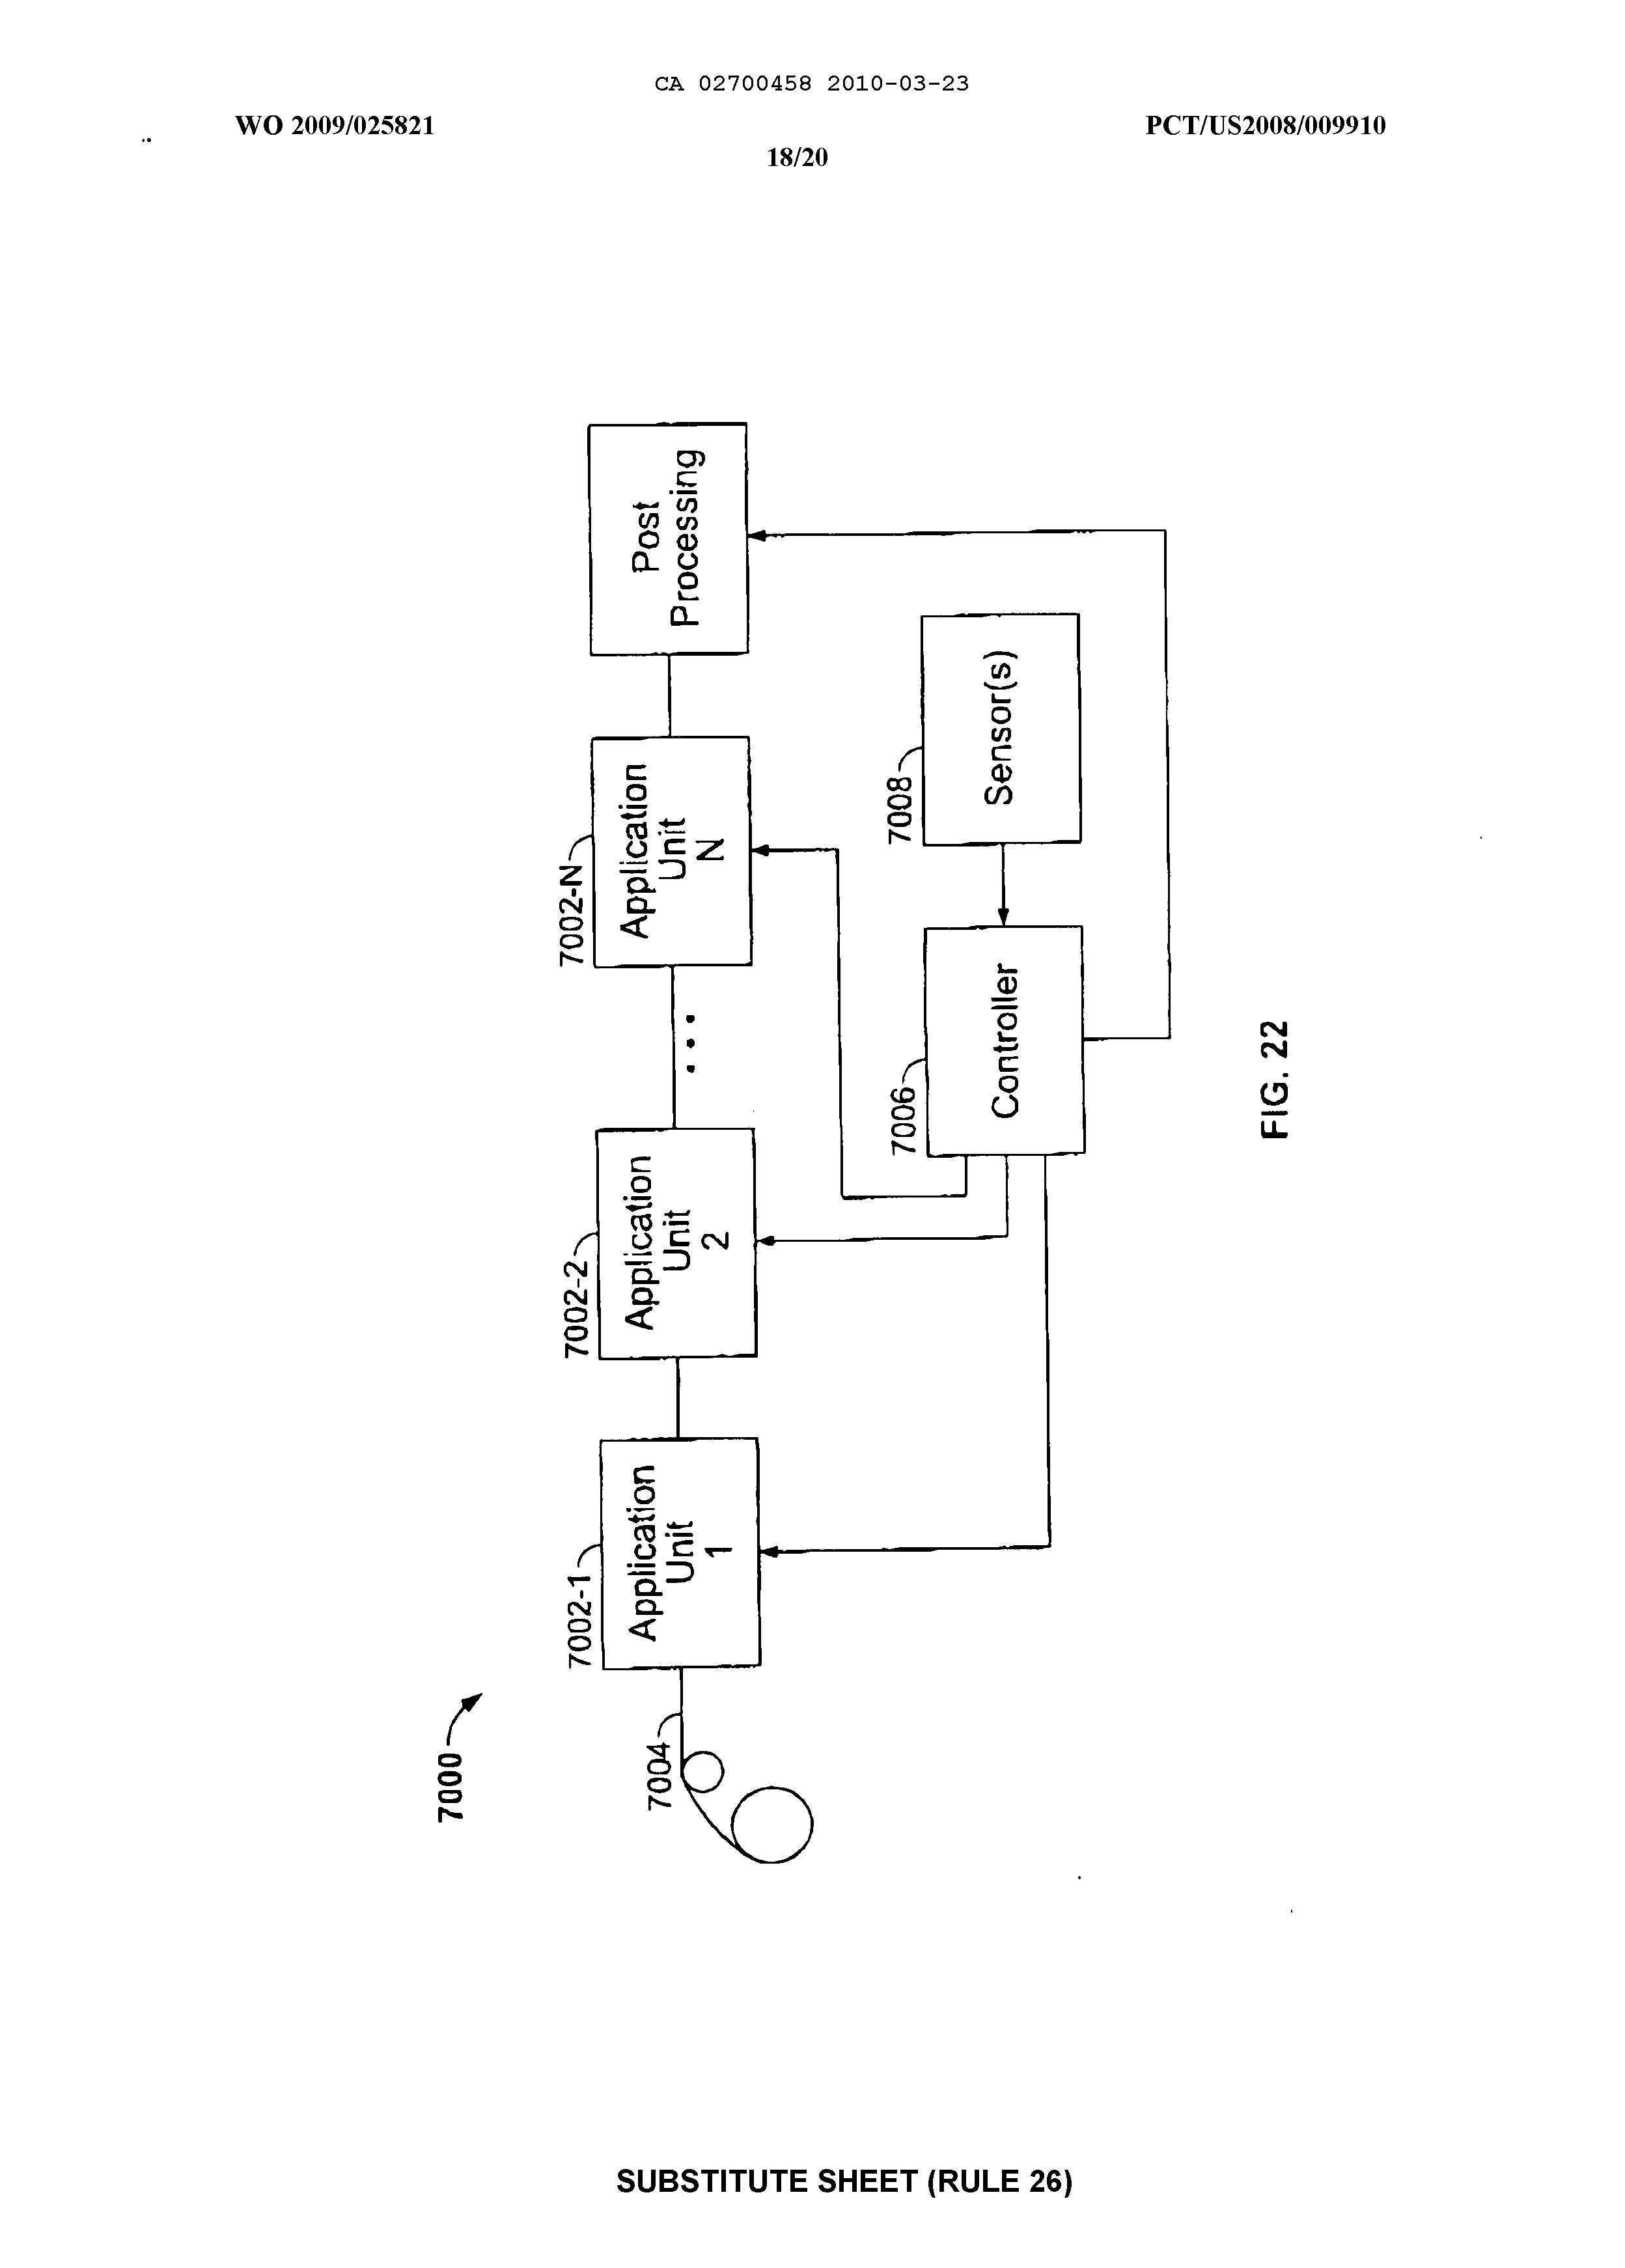 CA 02700458 2010-03-23
WO 2009/025821
PCT/US2008/009910
18/20
7000
7004
7002-1
Application
Unit
1
7002-2
Application
Unit
2
...
7002-N
Application
Unit
N
Post
Processing
7006
Controller
7008
Sensor(s)
FIG. 22
SUBSTITUTE SHEET (RULE 26)